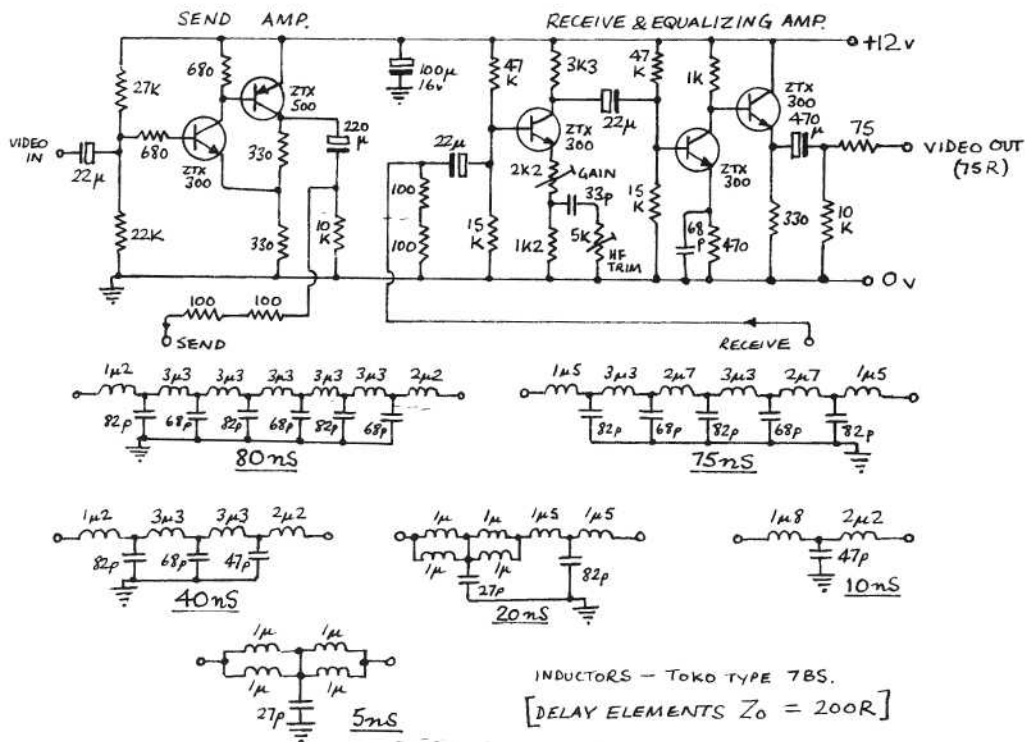 SEND AMP.
RECEIVE & EQUALIZING AMP.
+12v
27K
680
ZTX
500
100µ
16v
47
K
3K3
47
K
1K
ZTX
300
VIDEO
IN
22µ
680
ZTX
300
330
220
µ
22µ
ZTX
300
22µ
ZTX
300
470
µ
75
VIDEO OUT
(75R)
22K
330
10
K
100
100
15
K
2K2
GAIN
33p
1K2
5K
HF
TRIM
15
K
68
p
470
330
10
K
0v
100
100
SEND
RECEIVE
1µ2
3µ3
3µ3
3µ3
3µ3
3µ3
2µ2
82p
68p
82p
68p
82p
68p
80nS
1µ5
3µ3
2µ7
3µ3
2µ7
1µ5
82p
68p
82p
68p
82p
75nS
1µ2
3µ3
3µ3
2µ2
82p
68p
47p
40nS
1µ
1µ
1µ5
1µ5
1µ
1µ
27p
82p
20nS
1µ8
2µ2
47p
10nS
1µ
1µ
1µ
1µ
27p
5nS
INDUCTORS – TOKO TYPE 7BS.
[DELAY ELEMENTS Zo = 200R]